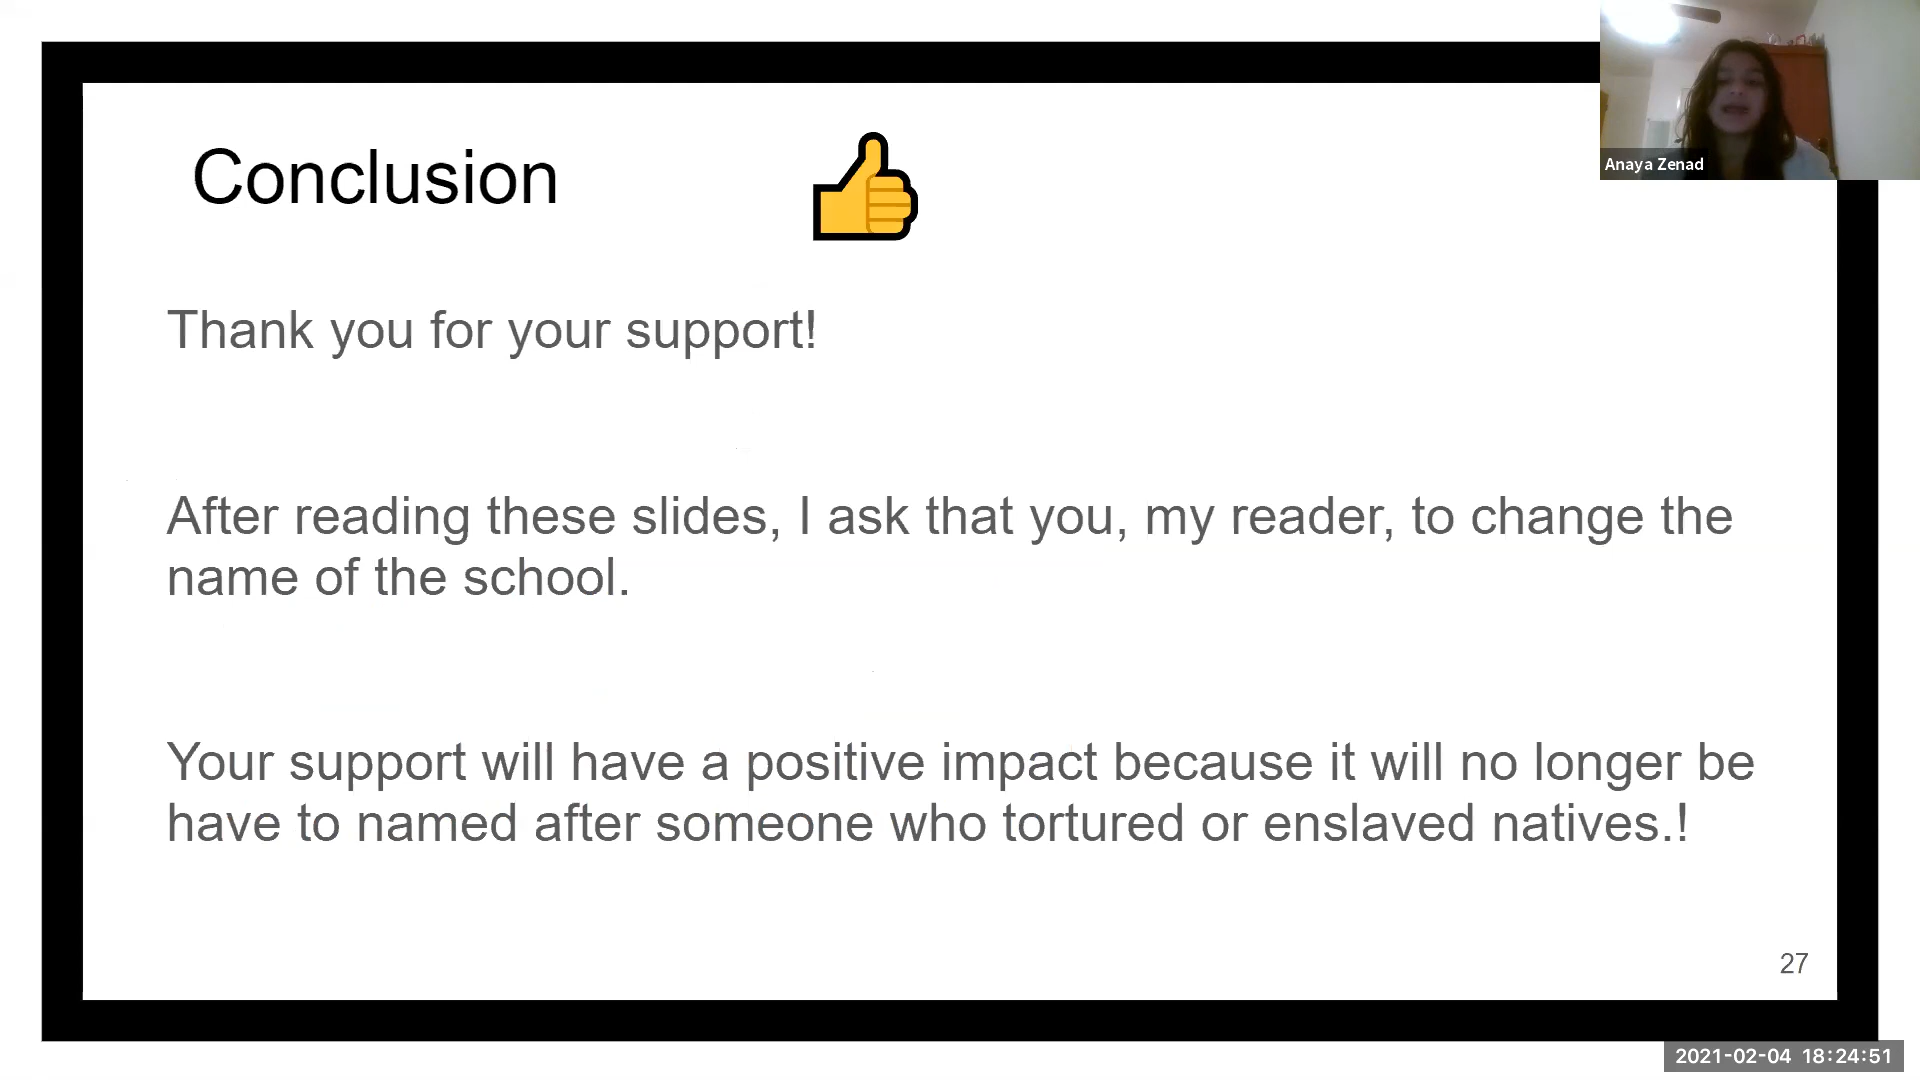 Anaya Zenad
Conclusion
Thank you for your support!
After reading these slides, I ask that you, my reader, to change the
name of the school.
Your support will have a positive impact because it will no longer be
have to named after someone who tortured or enslaved natives.!
27
2021-02-04 18:24:51